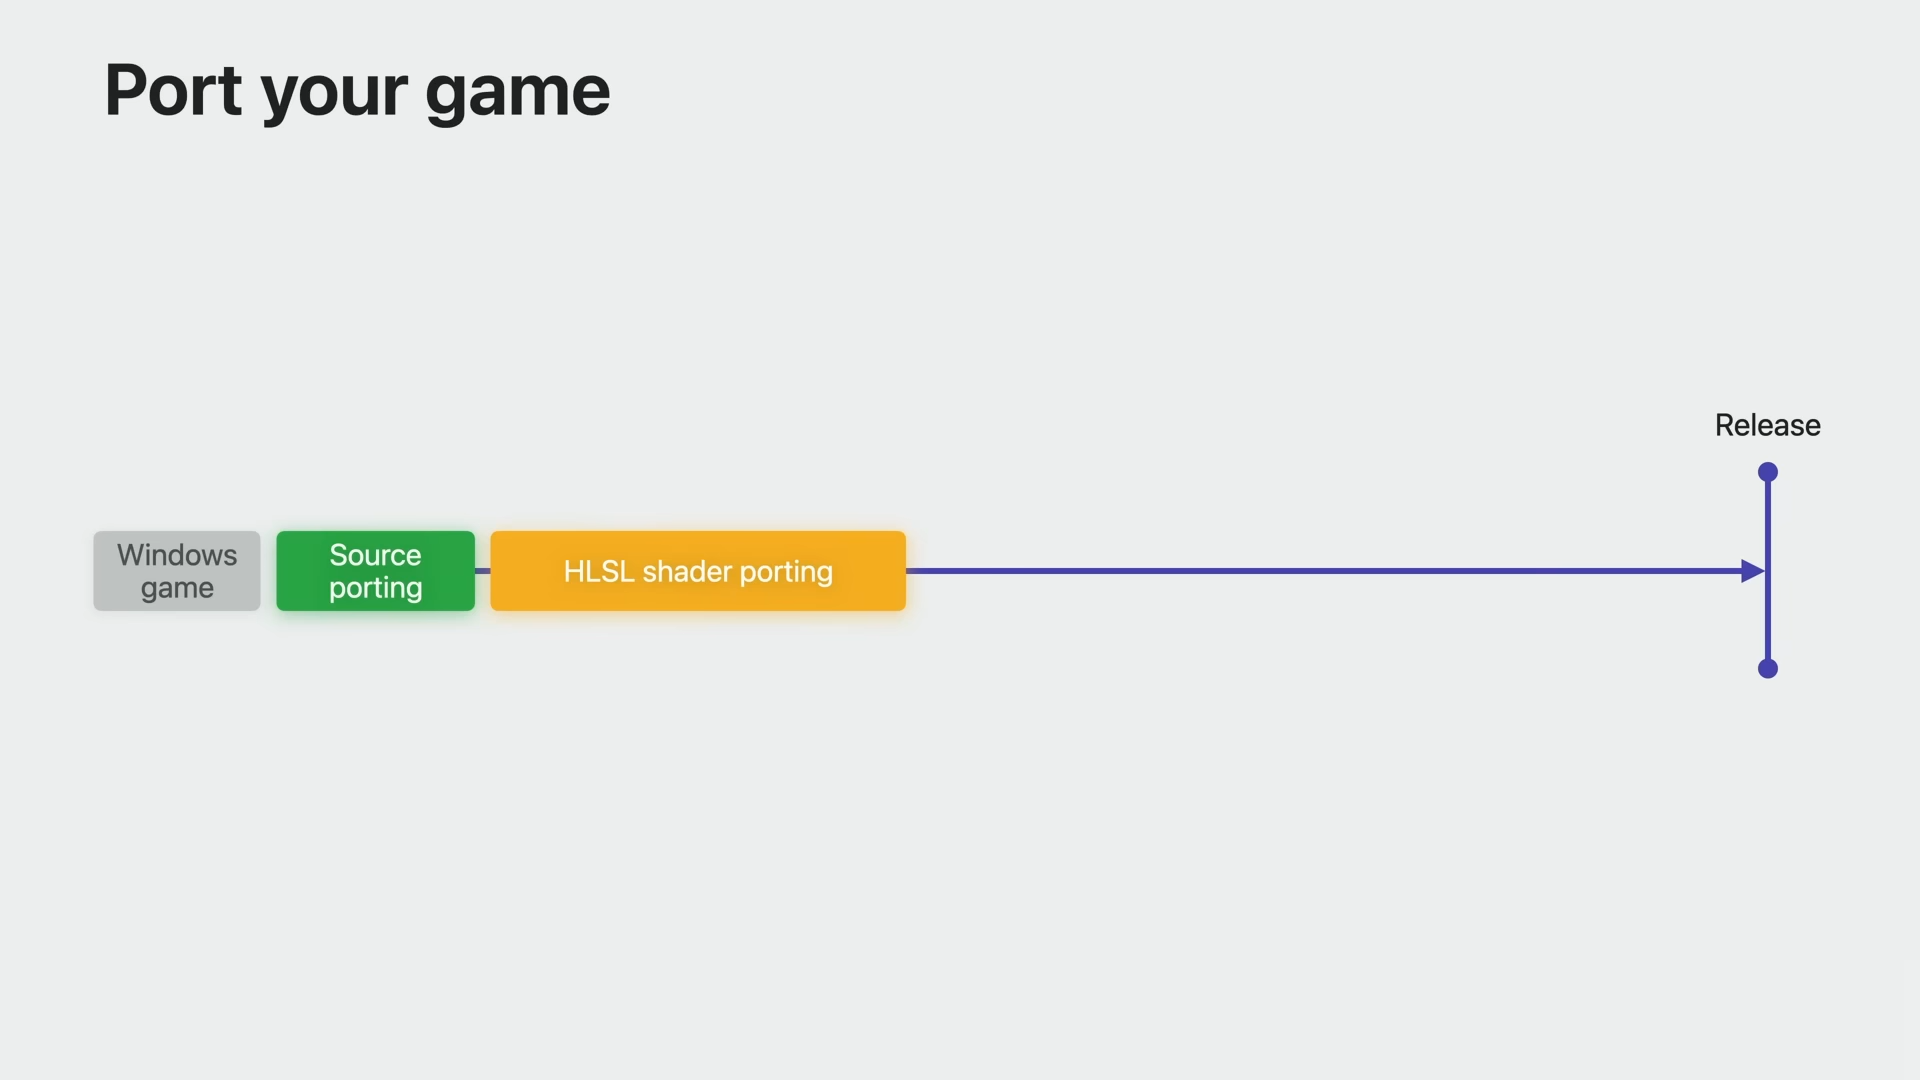 Port your game
Release
Windows
game
Source
porting
HLSL shader porting